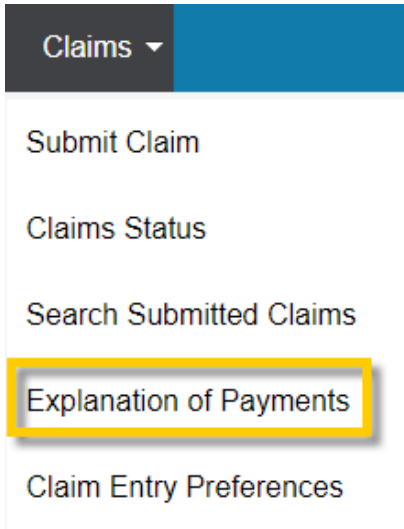 Claims
Submit Claim
Claims Status
Search Submitted Claims
Explanation of Payments
Claim Entry Preferences